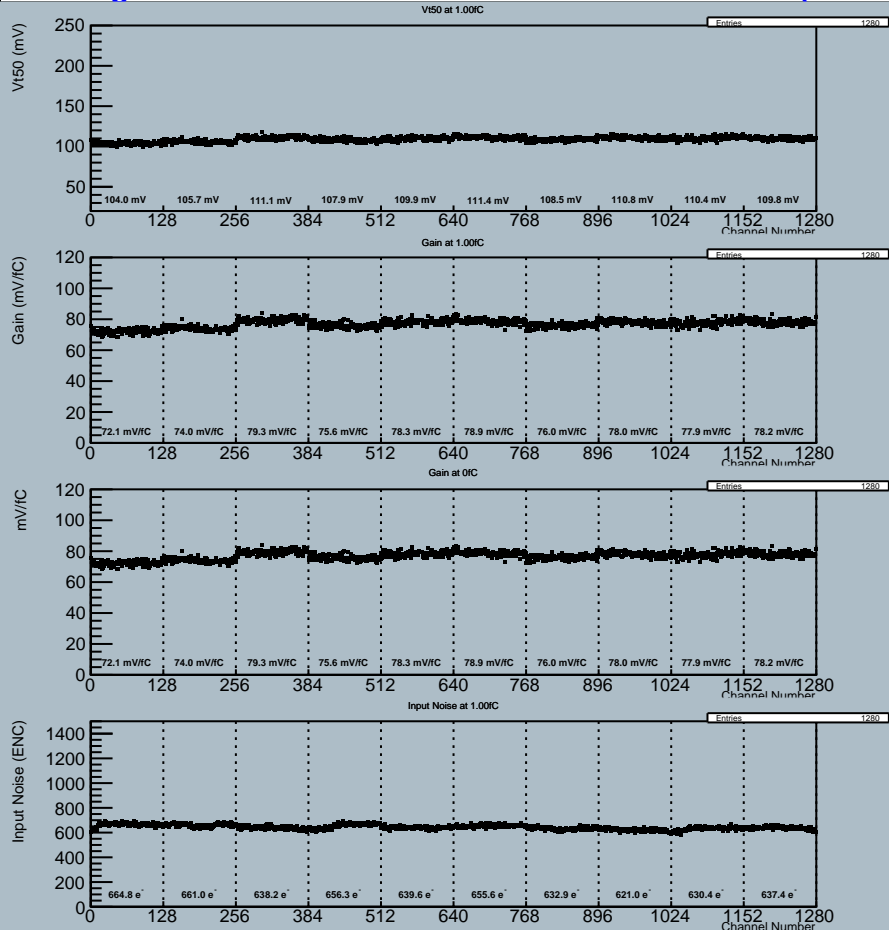 Vt50 at 1.00fC
Entries 1280
Vt50 (mV)
250
200
150
100
50
104.0 mV 105.7 mV 111.1 mV 107.9 mV 109.9 mV 111.4 mV 108.5 mV 110.8 mV 110.4 mV 109.8 mV
0 128 256 384 512 640 768 896 1024 1152 1280
Channel Number
Gain at 1.00fC
Entries 1280
Gain (mV/fC)
120
100
80
60
40
20
0
72.1 mV/fC 74.0 mV/fC 79.3 mV/fC 75.6 mV/fC 78.3 mV/fC 78.9 mV/fC 76.0 mV/fC 78.0 mV/fC 77.9 mV/fC 78.2 mV/fC
0 128 256 384 512 640 768 896 1024 1152 1280
Channel Number
Gain at 0fC
Entries 1280
mV/fC
120
100
80
60
40
20
0
72.1 mV/fC 74.0 mV/fC 79.3 mV/fC 75.6 mV/fC 78.3 mV/fC 78.9 mV/fC 76.0 mV/fC 78.0 mV/fC 77.9 mV/fC 78.2 mV/fC
0 128 256 384 512 640 768 896 1024 1152 1280
Channel Number
Input Noise at 1.00fC
Entries 1280
Input Noise (ENC)
1400
1200
1000
800
600
400
200
0
664.8 e⁻ 661.0 e⁻ 638.2 e⁻ 656.3 e⁻ 639.6 e⁻ 655.6 e⁻ 632.9 e⁻ 621.0 e⁻ 630.4 e⁻ 637.4 e⁻
0 128 256 384 512 640 768 896 1024 1152 1280
Channel Number